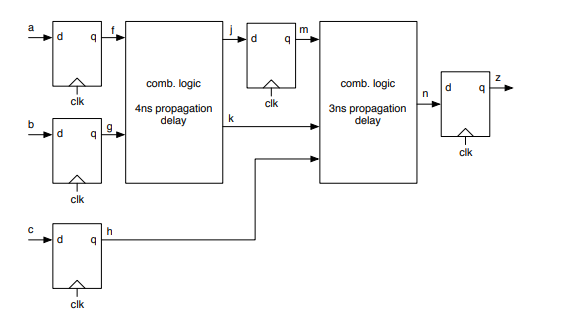 a
d
q
clk
f
b
d
q
clk
g
c
d
q
clk
h
comb. logic
4ns propagation
delay
j
k
d
q
clk
m
comb. logic
3ns propagation
delay
n
d
q
clk
z